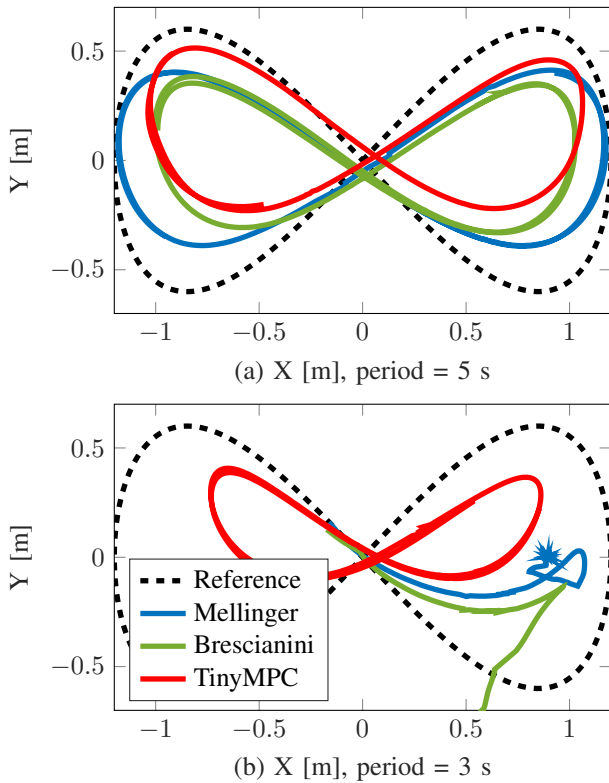 0.5
0
−0.5
Y [m]
−1 −0.5 0 0.5 1
(a) X [m], period = 5 s
0.5
0
−0.5
Y [m]
Reference
Mellinger
Brescianini
TinyMPC
−1 −0.5 0 0.5 1
(b) X [m], period = 3 s